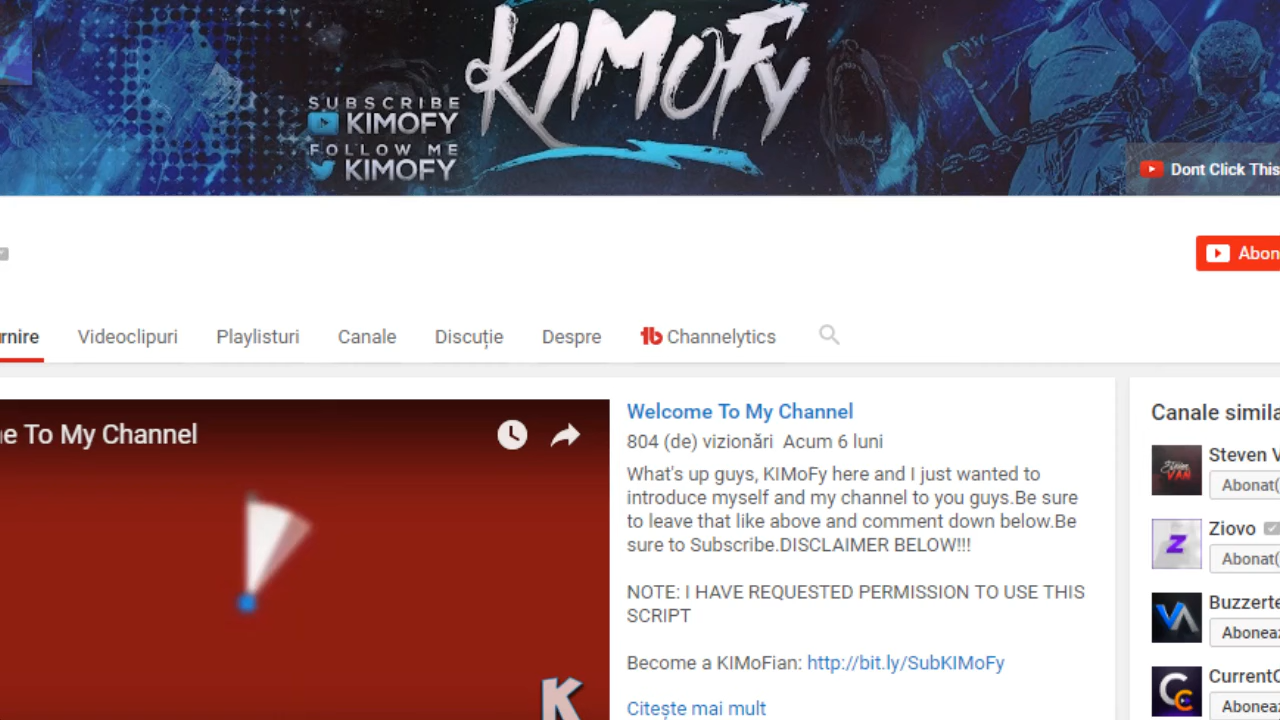 KIMOFY
SUBSCRIBE
KIMOFY
FOLLOW ME
KIMOFY
Dont Click This
Abon
rnire
Videoclipuri
Playlisturi
Canale
Discuție
Despre
Channelytics
e To My Channel
K
Welcome To My Channel
804 (de) vizionări Acum 6 luni
What's up guys, KIMoFy here and I just wanted to
introduce myself and my channel to you guys.Be sure
to leave that like above and comment down below.Be
sure to Subscribe.DISCLAIMER BELOW!!!
NOTE: I HAVE REQUESTED PERMISSION TO USE THIS
SCRIPT
Become a KIMoFian: http://bit.ly/SubKIMoFy
Citește mai mult
Canale simila
Steven V
Abonat(
Ziovo
Abonat(
Buzzerte
Abonea
CurrentC
Abonea